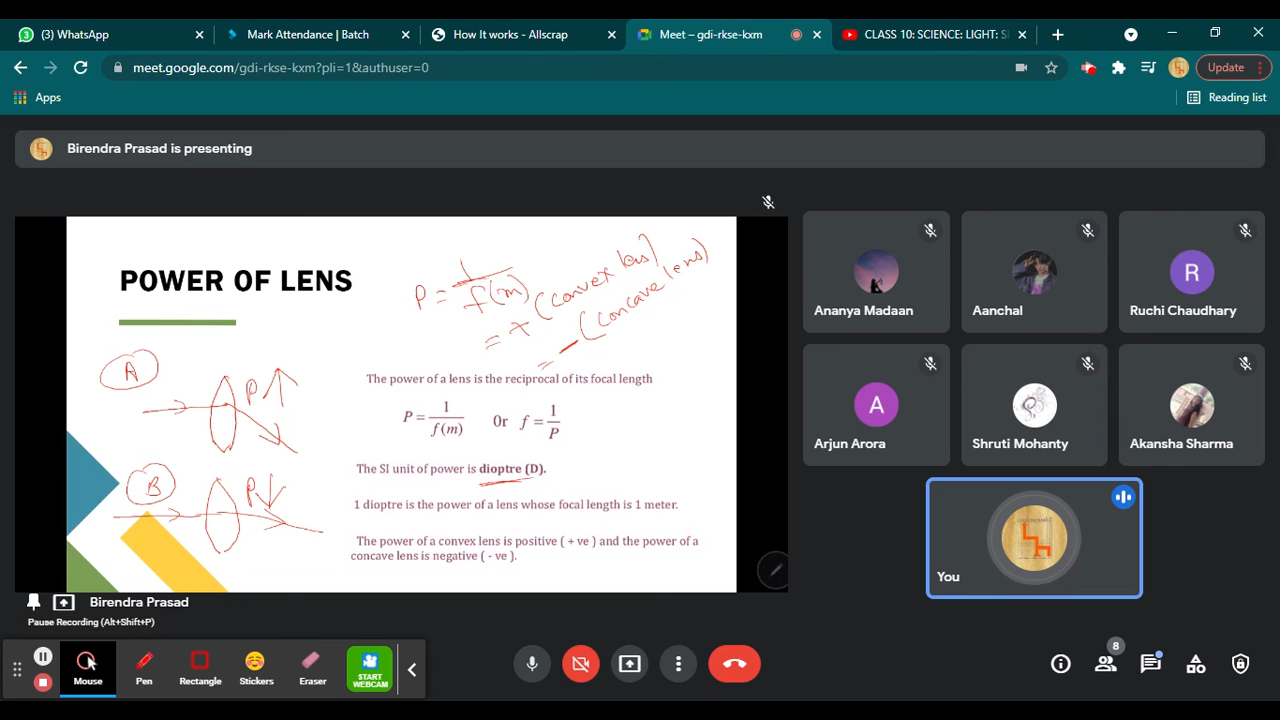 (3) WhatsApp
Mark Attendance | Batch
How It works - Allscrap
Meet – gdi-rkse-kxm
CLASS 10: SCIENCE: LIGHT: S
meet.google.com/gdi-rkse-kxm?pli=1&authuser=0
Update
Apps
Reading list
Birendra Prasad is presenting
POWER OF LENS
P = 1
f(m)
= + (convex lens)
= - (concave lens)
A
P↑
B
P↓
The power of a lens is the reciprocal of its focal length
P = 1/f(m) Or f = 1/P
The SI unit of power is dioptre (D).
1 dioptre is the power of a lens whose focal length is 1 meter.
The power of a convex lens is positive ( + ve ) and the power of a
concave lens is negative ( - ve ).
Ananya Madaan
Aanchal
R
Ruchi Chaudhary
A
Arjun Arora
Shruti Mohanty
Akansha Sharma
You
Birendra Prasad
Pause Recording (Alt+Shift+P)
Mouse
Pen
Rectangle
Stickers
Eraser
START
WEBCAM
8